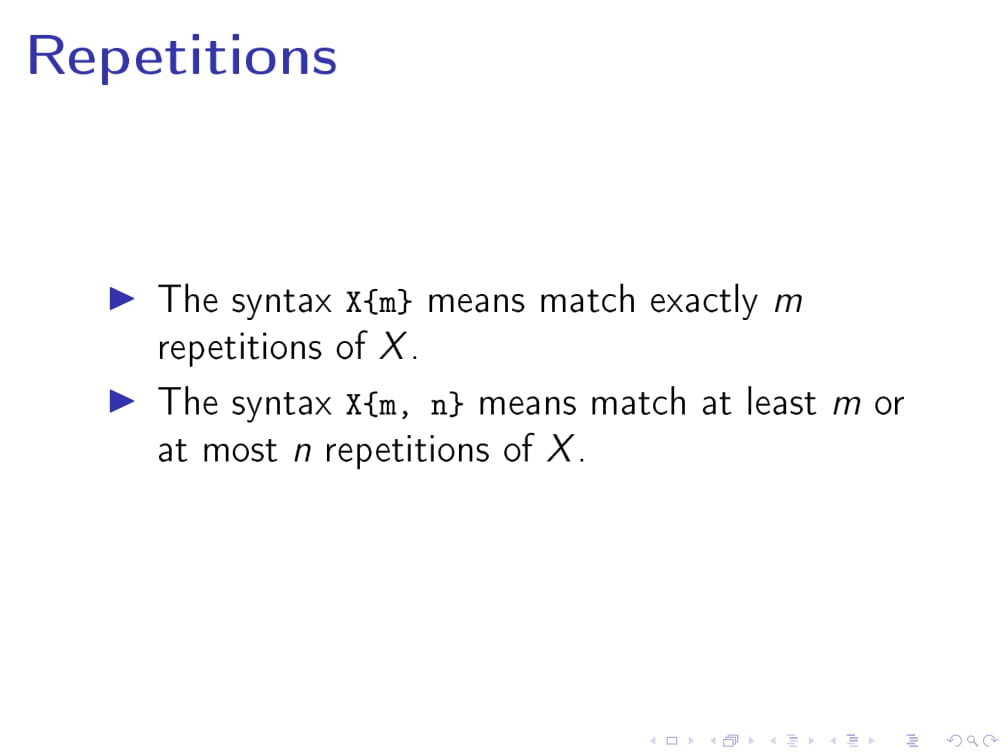 Repetitions
The syntax X{m} means match exactly m
repetitions of X.
The syntax X{m, n} means match at least m or
at most n repetitions of X.